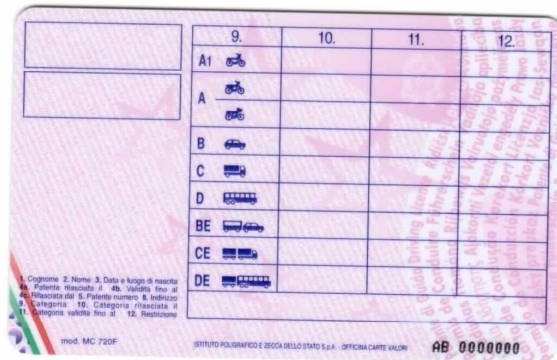 9. 10. 11. 12.
A1
A
B
C
D
BE
CE
DE
1. Cognome 2. Nome 3. Data e luogo di nascita
4a. Patente rilasciata il 4b. Validità fino al
4c. Rilasciata dal 5. Patente numero 8. Indirizzo
9. Categoria 10. Categoria rilasciata il
11. Categoria validità fino al 12. Restrizione
mod. MC 720F
ISTITUTO POLIGRAFICO E ZECCA DELLO STATO S.p.A. - OFFICINA CARTE VALORI
AB 0000000